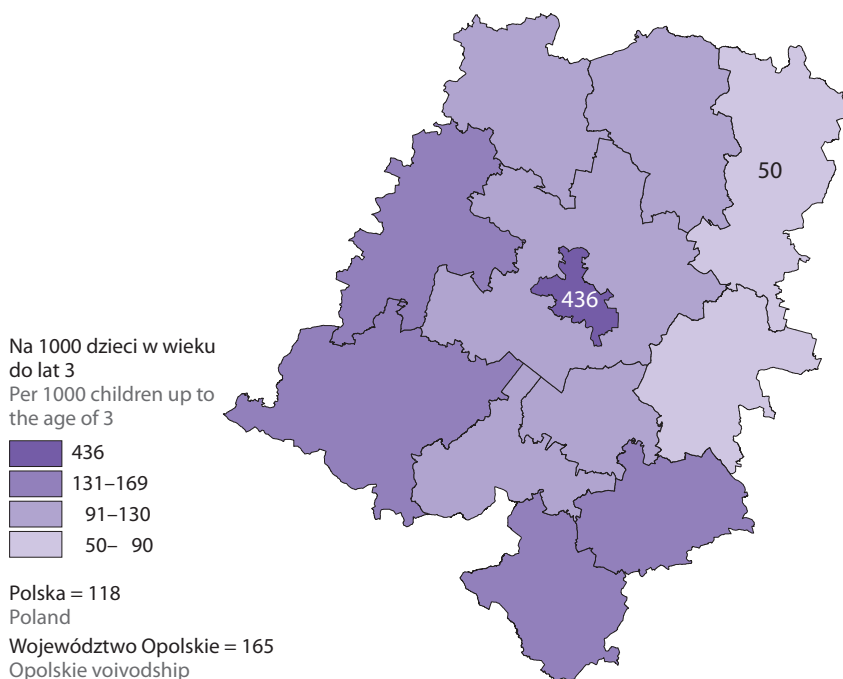 50
436
Na 1000 dzieci w wieku
do lat 3
Per 1000 children up to
the age of 3
436
131–169
91–130
50– 90
Polska = 118
Poland
Województwo Opolskie = 165
Opolskie voivodship